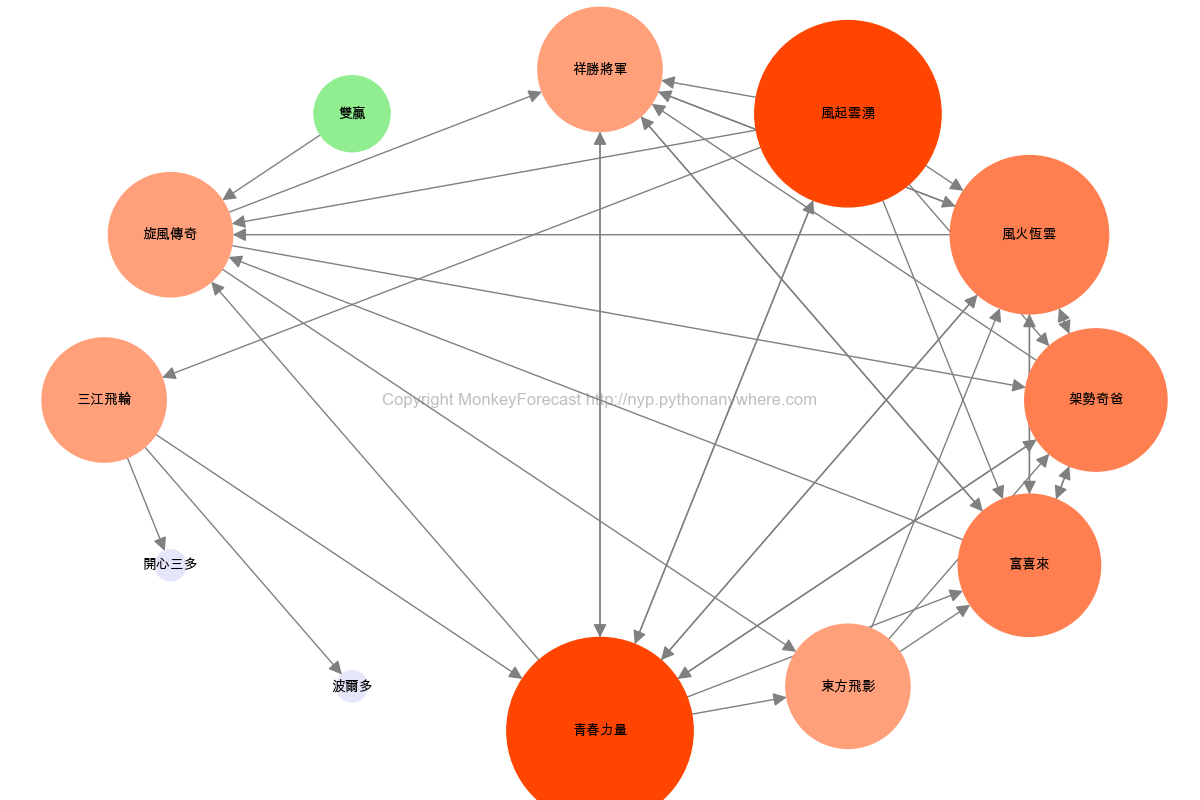 祥勝將軍
風起雲湧
雙贏
旋風傳奇
風火恆雲
三江飛輪
Copyright MonkeyForecast http://nyp.pythonanywhere.com
架勢奇爸
開心三多
富喜來
波爾多
東方飛影
青春力量